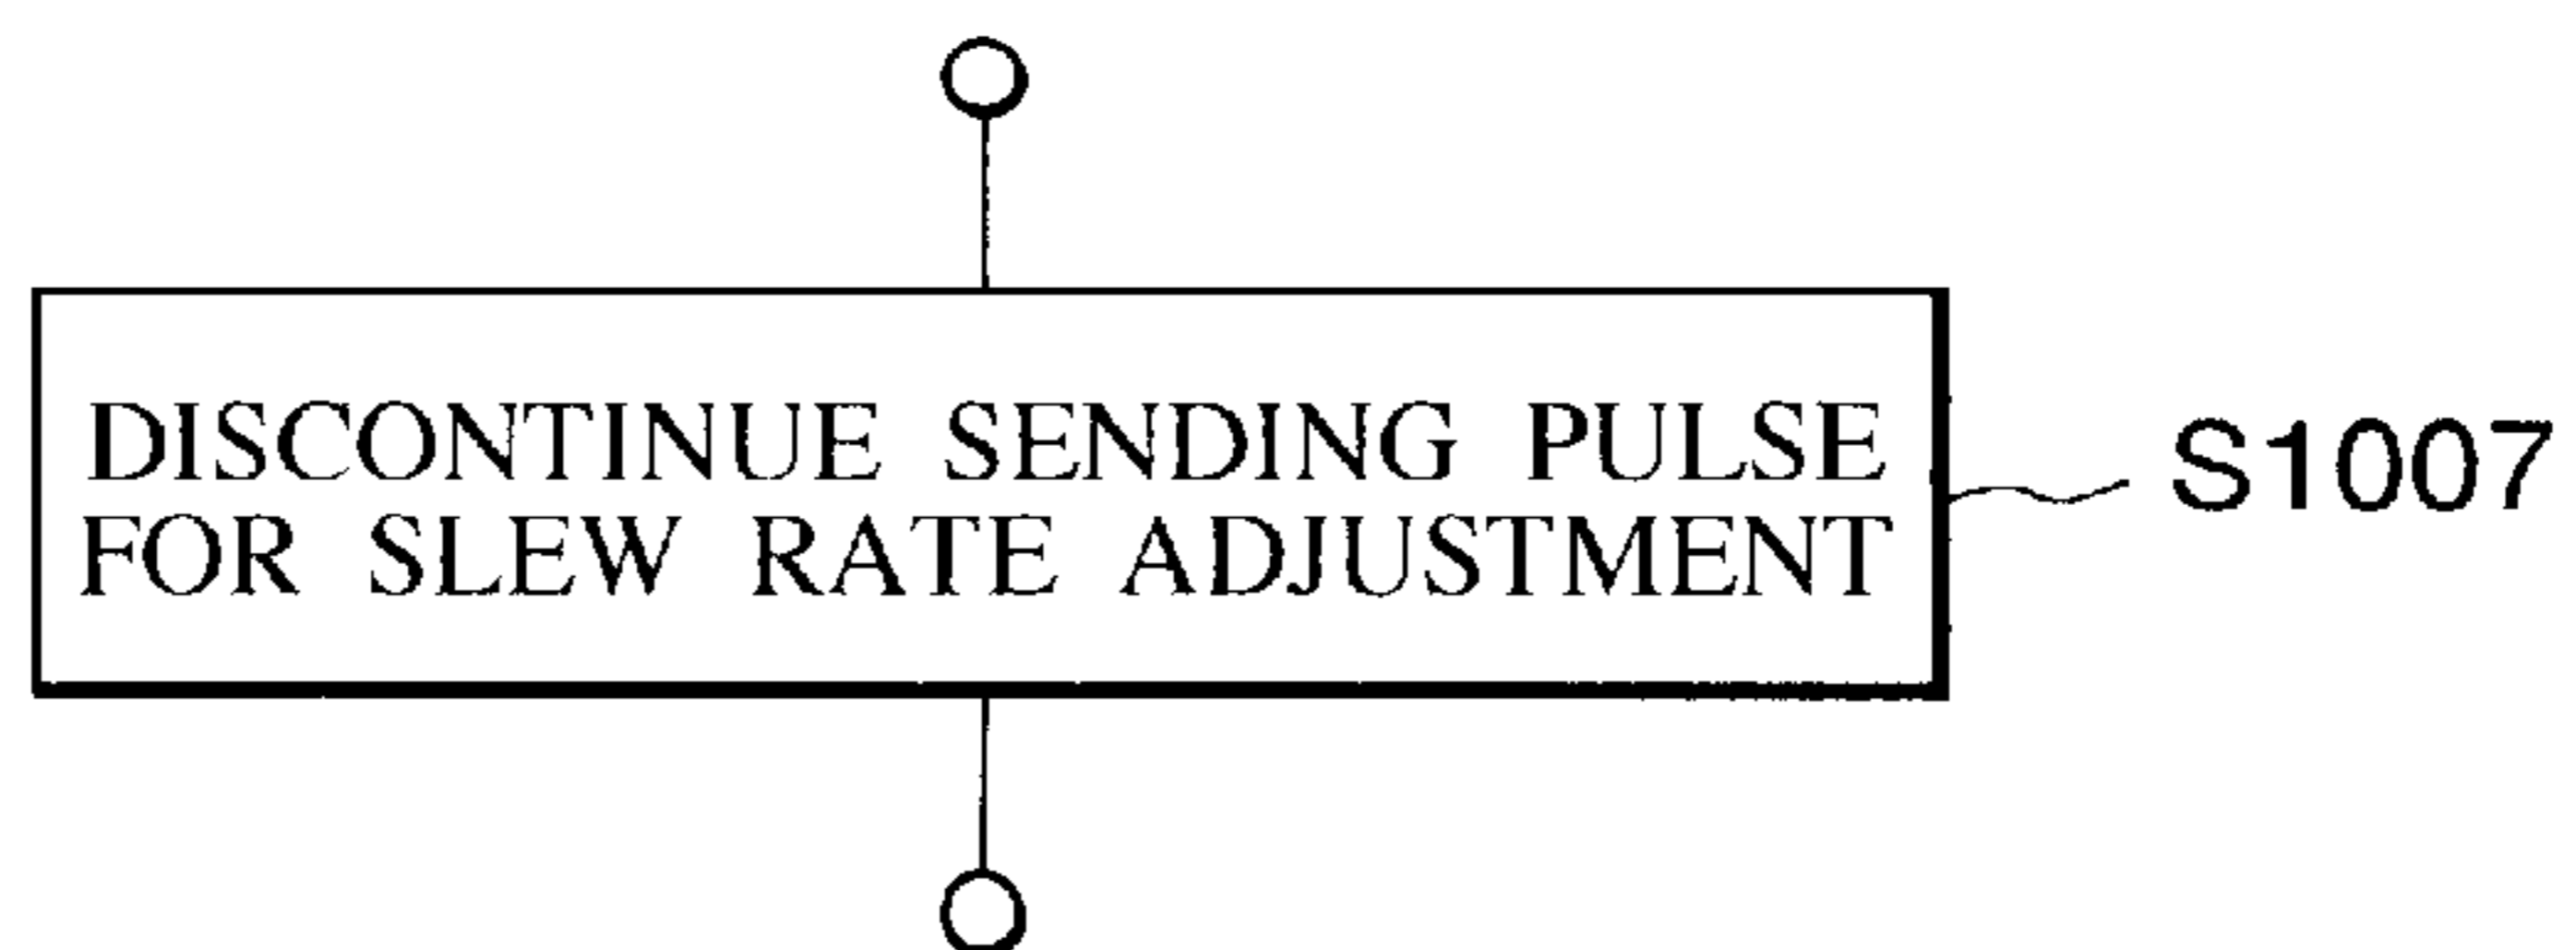 DISCONTINUE SENDING PULSE
FOR SLEW RATE ADJUSTMENT
S1007